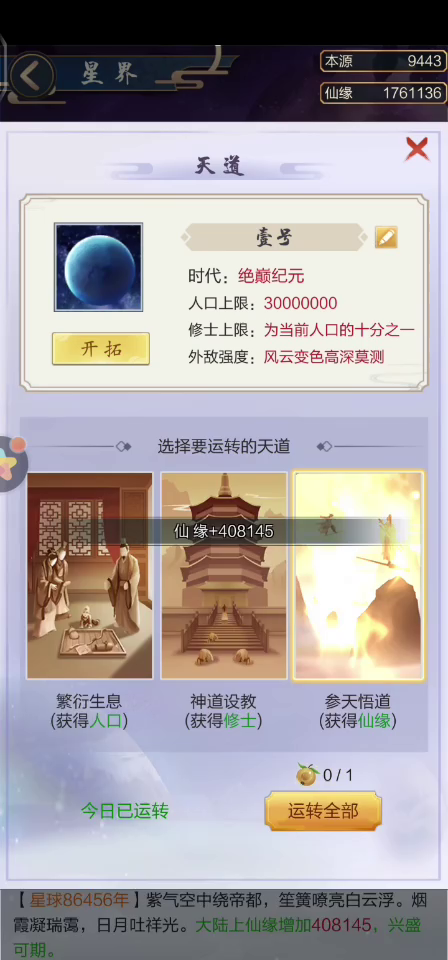 星界
本源 9443
仙缘 1761136
天道
壹号
时代：绝巅纪元
人口上限：30000000
修士上限：为当前人口的十分之一
外敌强度：风云变色高深莫测
开拓
选择要运转的天道
仙缘+408145
繁衍生息 神道设教 参天悟道
(获得人口) (获得修士) (获得仙缘)
0/1
今日已运转
运转全部
【星球86456年】紫气空中绕帝都，笙簧嘹亮白云浮。烟
霞凝瑞霭，日月吐祥光。大陆上仙缘增加408145，兴盛
可期。